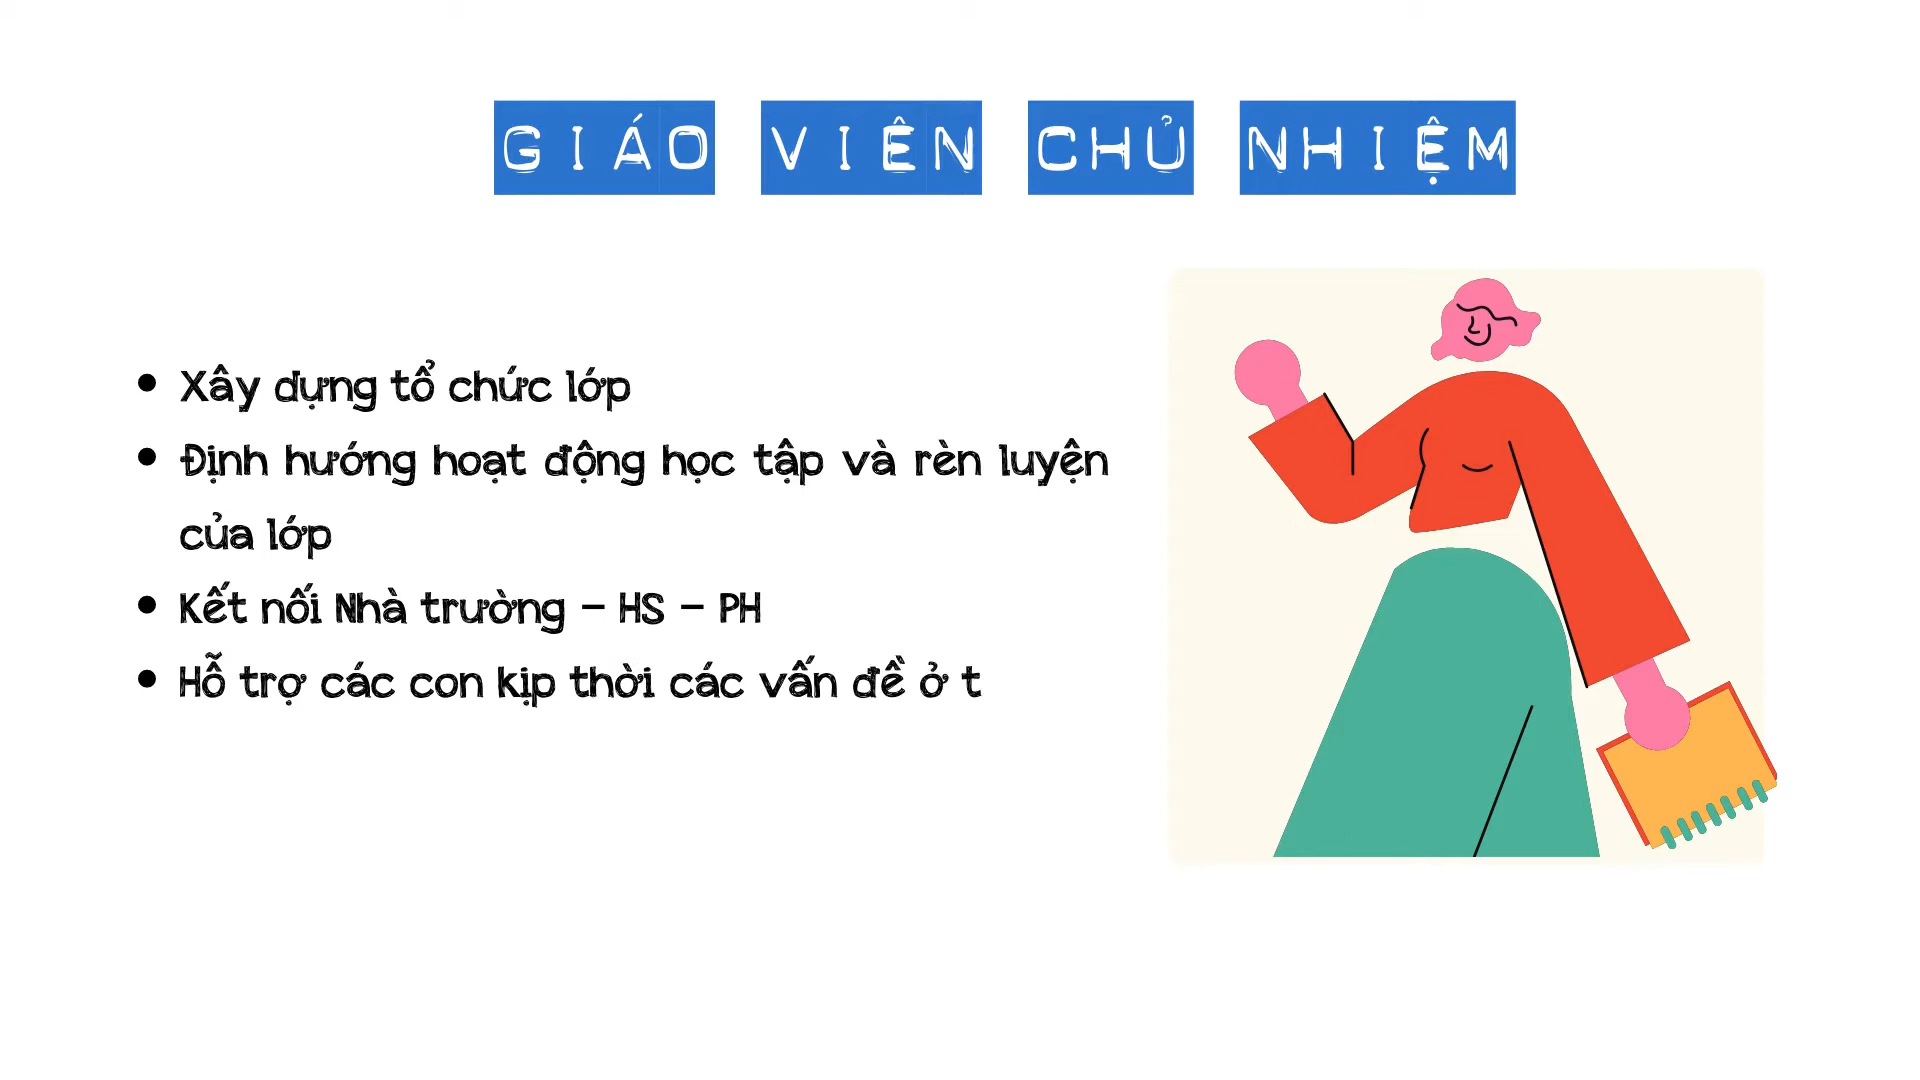 GIÁO VIÊN CHỦ NHIỆM
• Xây dựng tổ chức lớp
• Định hướng hoạt động học tập và rèn luyện
của lớp
• Kết nối Nhà trường – HS – PH
• Hỗ trợ các con kịp thời các vấn đề ở t